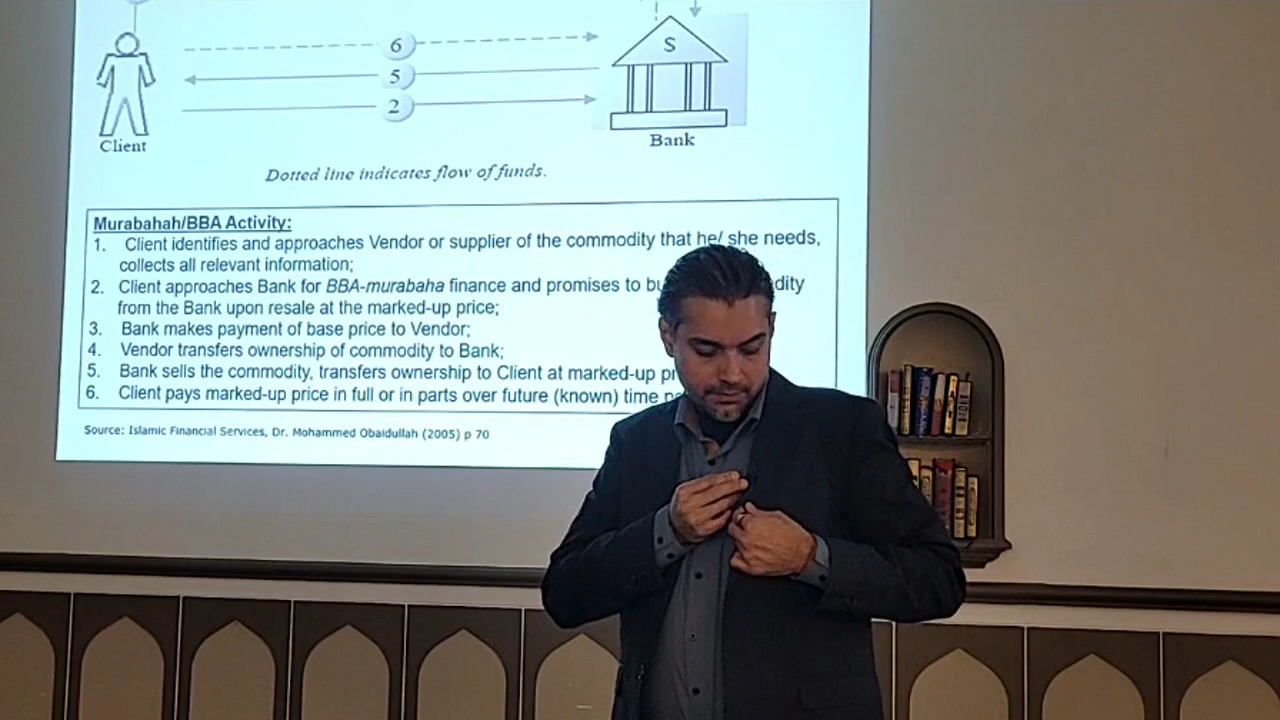 6
5
2
S
Client
Bank
Dotted line indicates flow of funds.
Murabahah/BBA Activity:
1. Client identifies and approaches Vendor or supplier of the commodity that he/ she needs,
collects all relevant information;
2. Client approaches Bank for BBA-murabaha finance and promises to
from the Bank upon resale at the marked-up price;
3. Bank makes payment of base price to Vendor;
4. Vendor transfers ownership of commodity to Bank;
5. Bank sells the commodity, transfers ownership to Client at marked-up
6. Client pays marked-up price in full or in parts over future (known) time
Source: Islamic Financial Services, Dr. Mohammed Obaidullah (2005) p 70